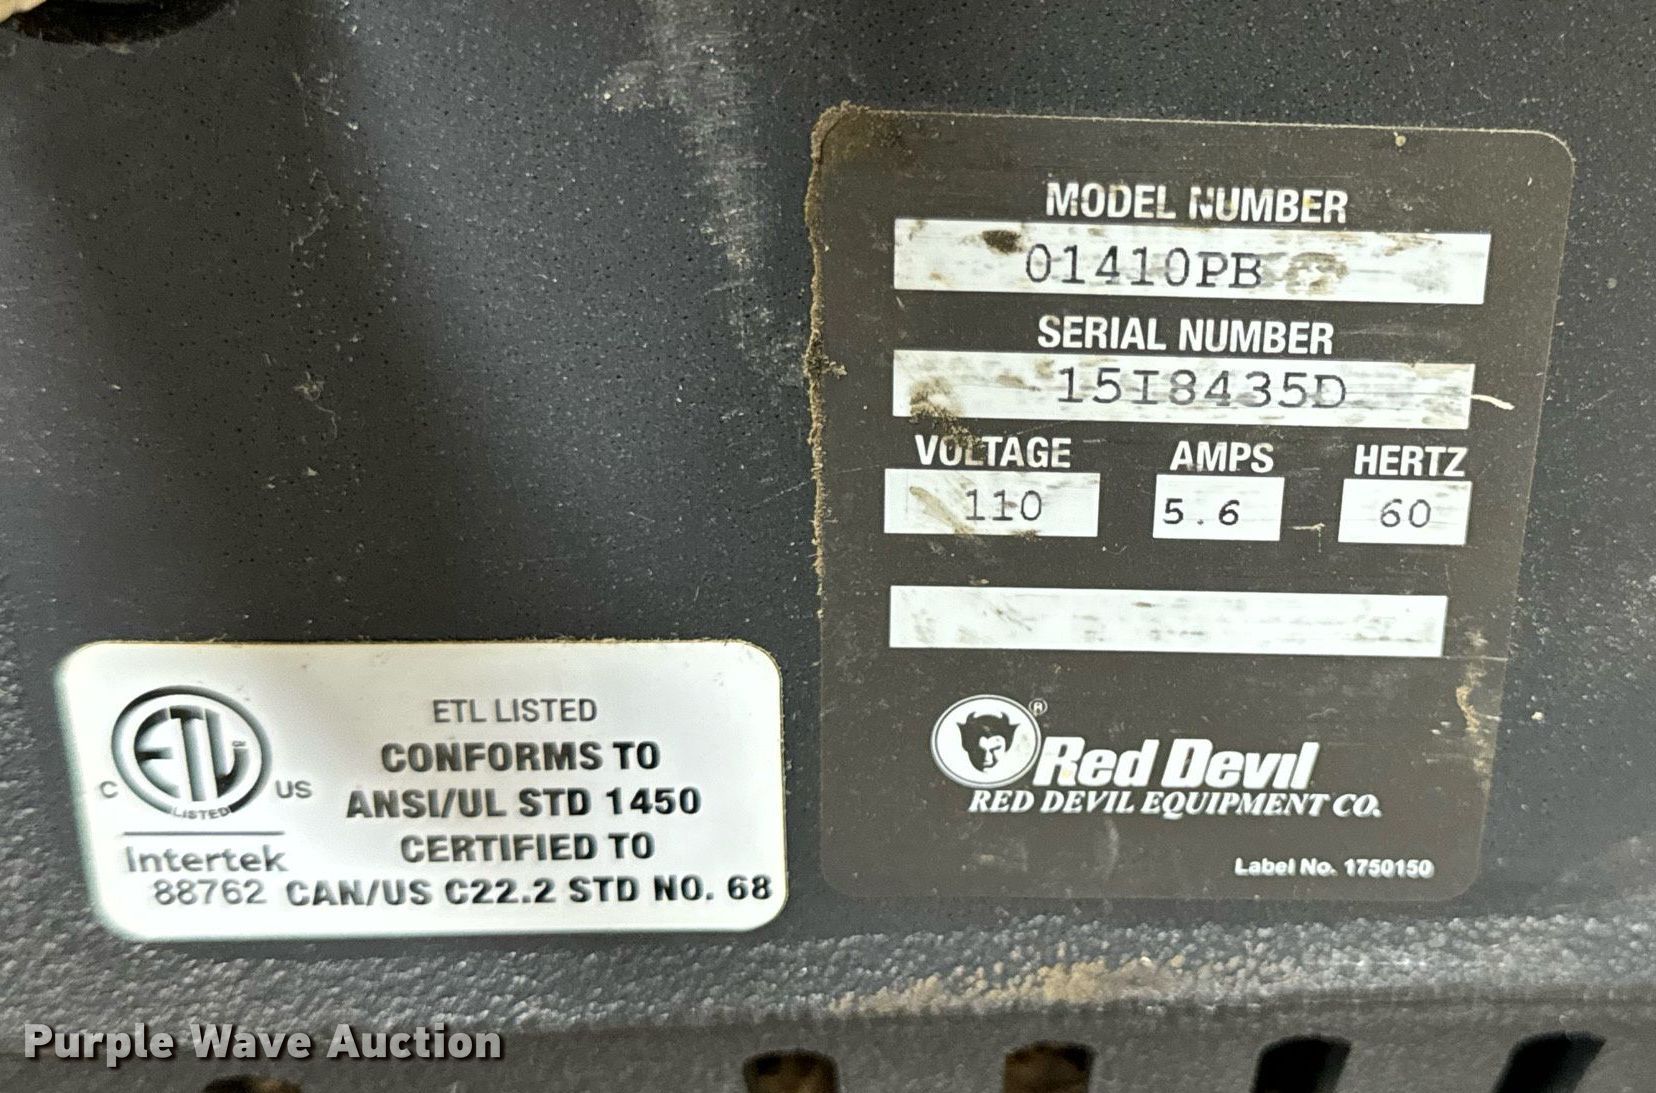 MODEL NUMBER
01410PB
SERIAL NUMBER
15I8435D
VOLTAGE AMPS HERTZ
110 5.6 60
®
Red Devil
RED DEVIL EQUIPMENT CO.
Label No. 1750150
ETL LISTED
CONFORMS TO
ANSI/UL STD 1450
CERTIFIED TO
CAN/US C22.2 STD NO. 68
ETL
C US
LISTED
Intertek
88762
Purple Wave Auction